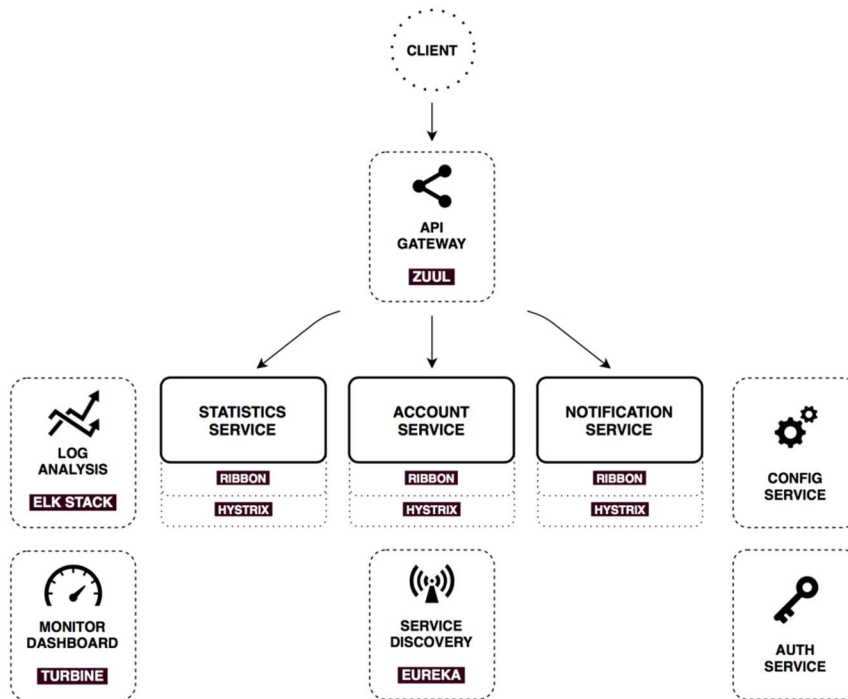 CLIENT
API
GATEWAY
ZUUL
STATISTICS
SERVICE
RIBBON
HYSTRIX
ACCOUNT
SERVICE
RIBBON
HYSTRIX
NOTIFICATION
SERVICE
RIBBON
HYSTRIX
LOG
ANALYSIS
ELK STACK
CONFIG
SERVICE
MONITOR
DASHBOARD
TURBINE
SERVICE
DISCOVERY
EUREKA
AUTH
SERVICE